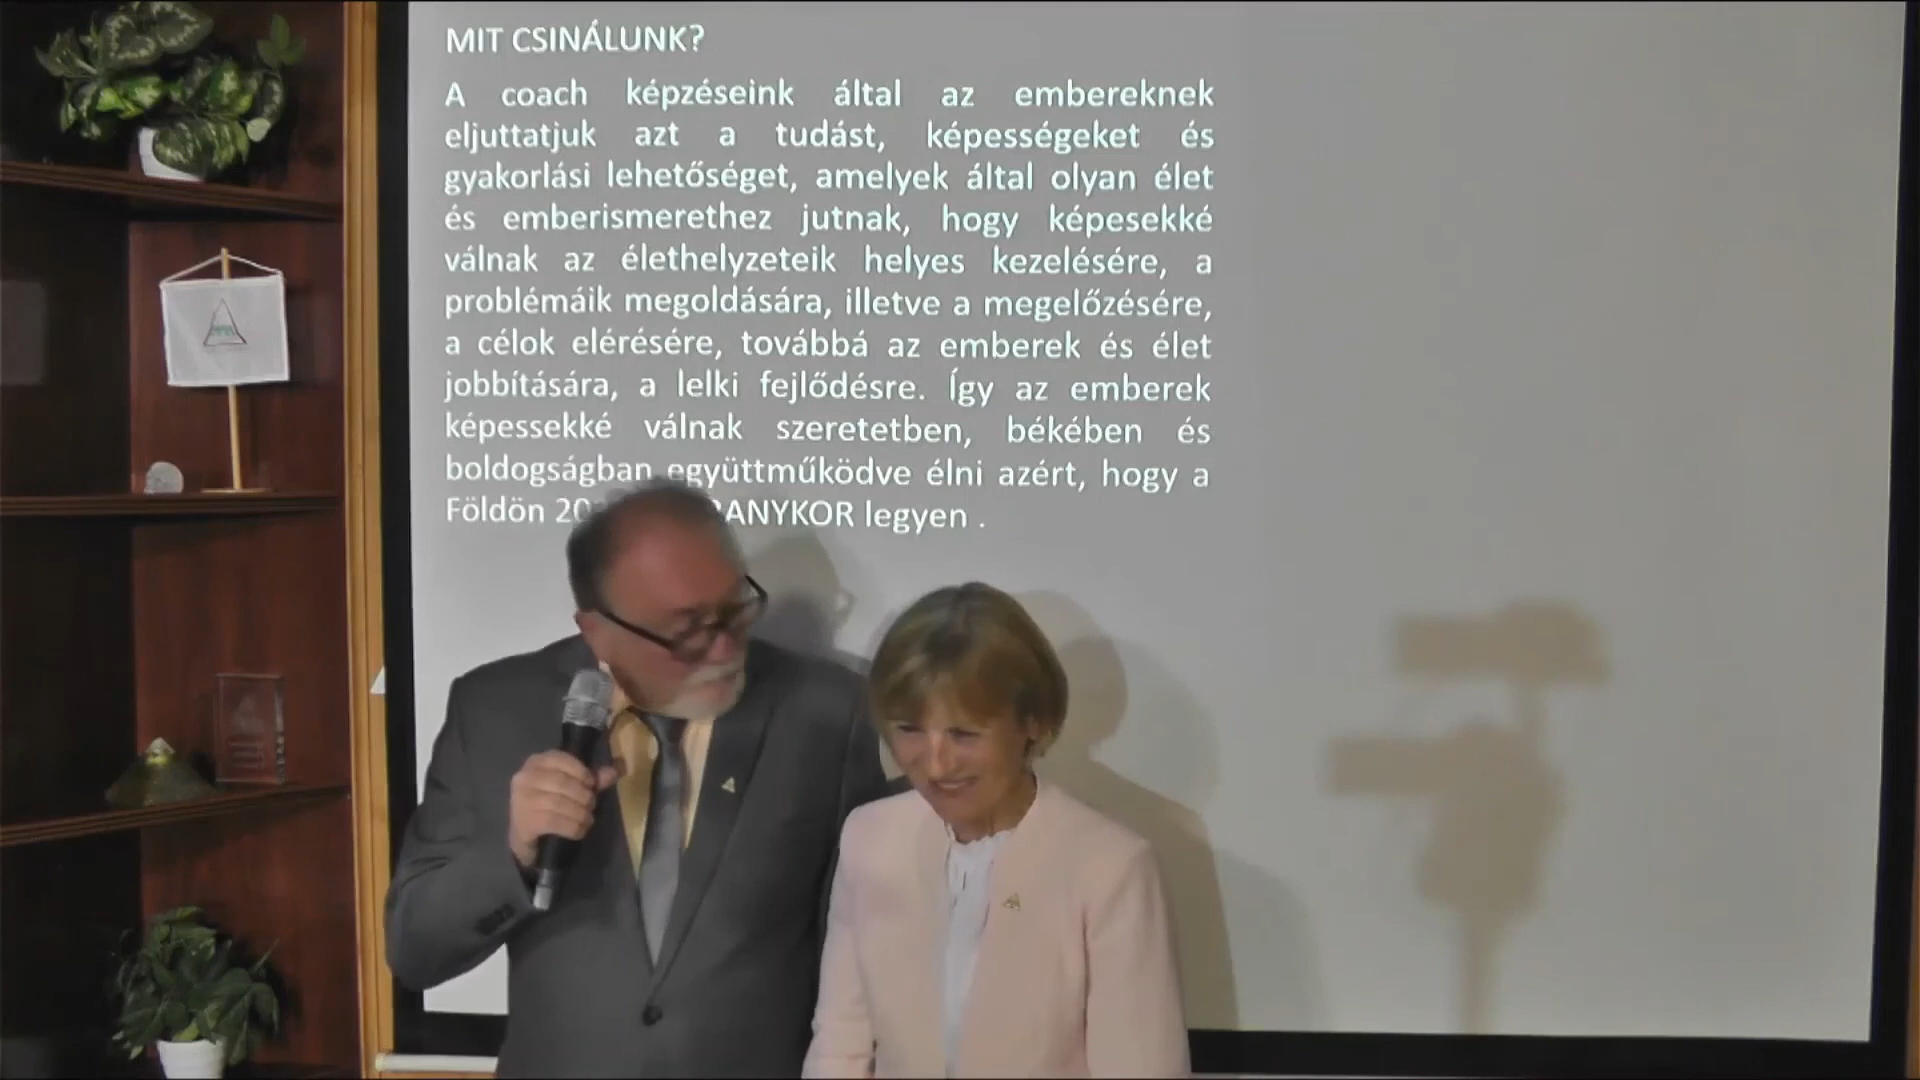 MIT CSINÁLUNK?
A coach képzéseink által az embereknek
eljuttatjuk azt a tudást, képességeket és
gyakorlási lehetőséget, amelyek által olyan élet
és emberismerethez jutnak, hogy képesekké
válnak az élethelyzeteik helyes kezelésére, a
problémáik megoldására, illetve a megelőzésére,
a célok elérésére, továbbá az emberek és élet
jobbítására, a lelki fejlődésre. Így az emberek
képessekké válnak szeretetben, békében és
boldogságban együttműködve élni azért, hogy a
Földön legyen .